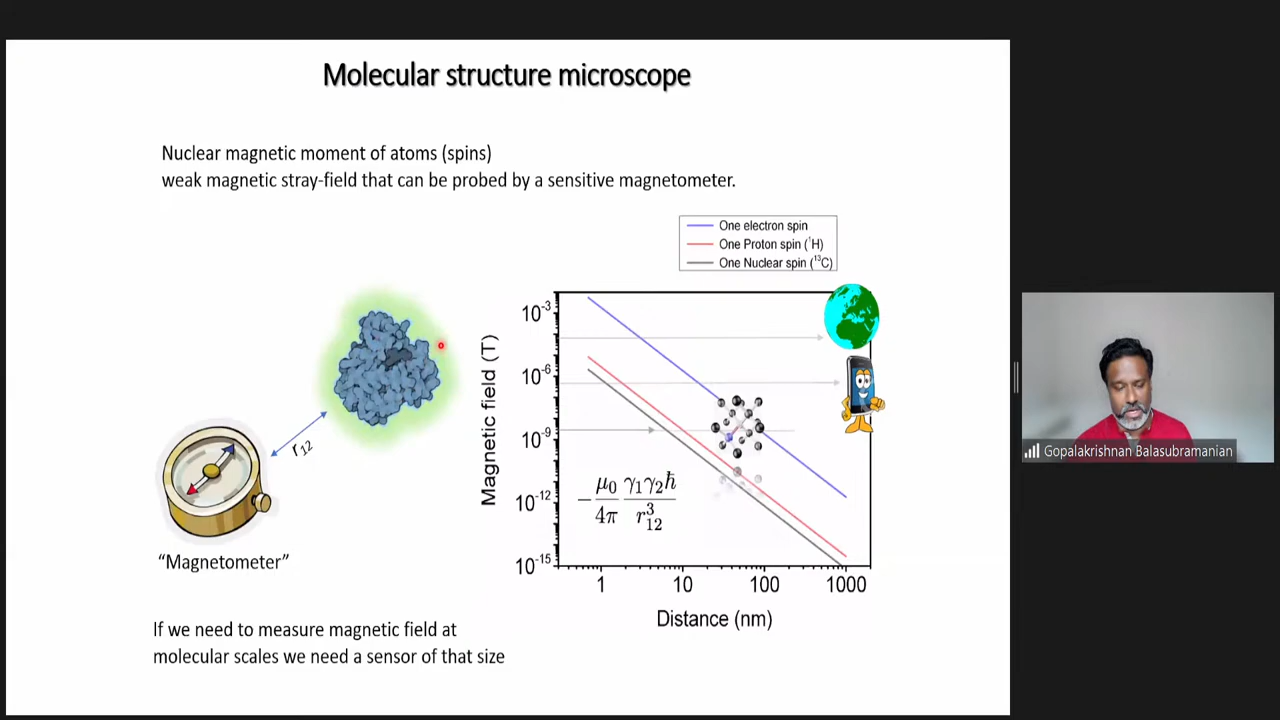 Molecular structure microscope
Nuclear magnetic moment of atoms (spins)
weak magnetic stray-field that can be probed by a sensitive magnetometer.
One electron spin
One Proton spin (¹H)
One Nuclear spin (¹³C)
r₁₂
“Magnetometer”
Magnetic field (T)
10⁻³
10⁻⁶
10⁻⁹
10⁻¹²
10⁻¹⁵
− μ₀/4π γ₁γ₂ħ/r₁₂³
1 10 100 1000
Distance (nm)
If we need to measure magnetic field at
molecular scales we need a sensor of that size
Gopalakrishnan Balasubramanian